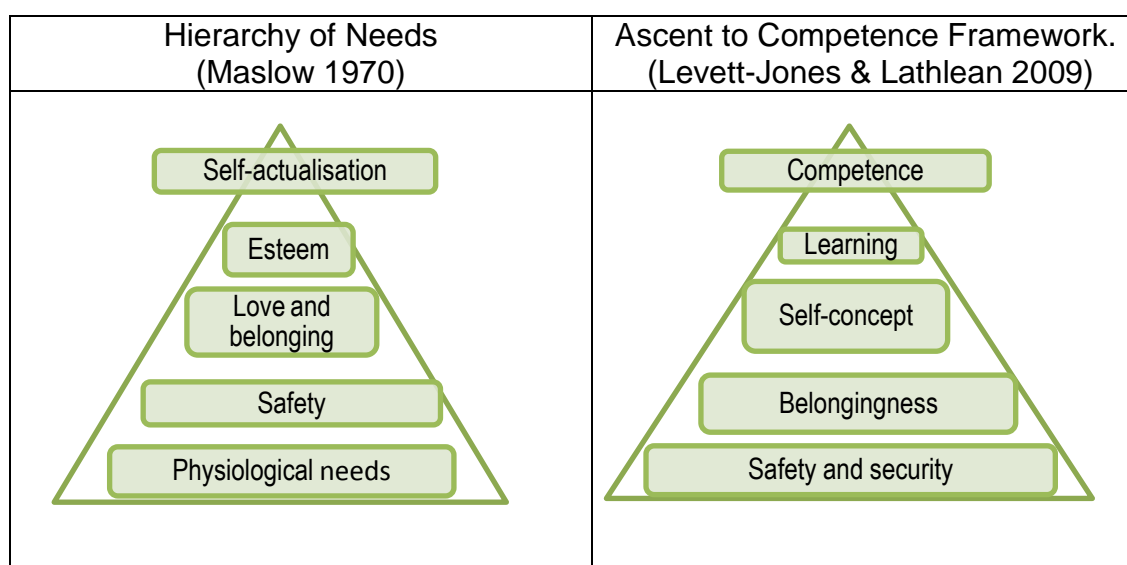 Hierarchy of Needs
(Maslow 1970)
Ascent to Competence Framework.
(Levett-Jones & Lathlean 2009)
Self-actualisation
Esteem
Love and
belonging
Safety
Physiological needs
Competence
Learning
Self-concept
Belongingness
Safety and security